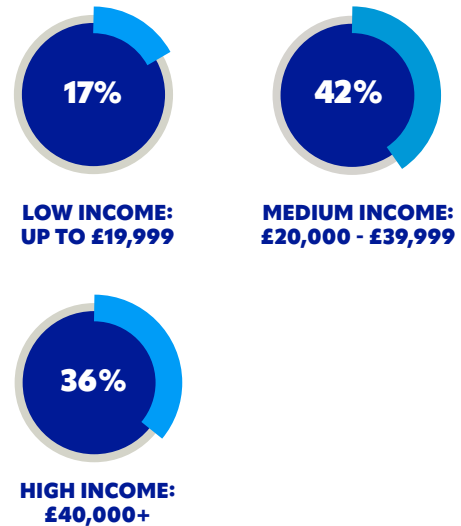 17%
LOW INCOME:
UP TO £19,999
42%
MEDIUM INCOME:
£20,000 - £39,999
36%
HIGH INCOME:
£40,000+